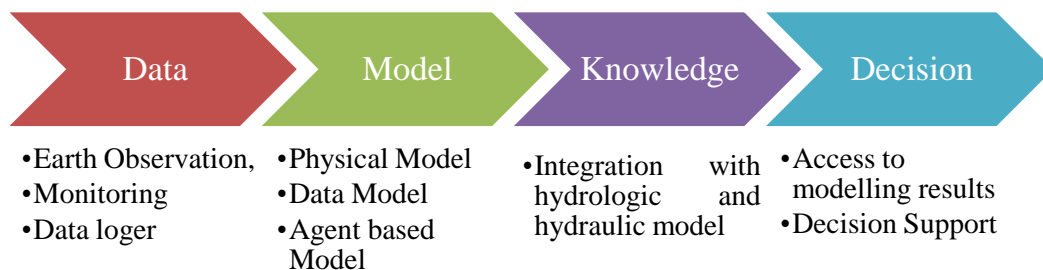 Data
•Earth Observation,
•Monitoring
•Data loger
Model
•Physical Model
•Data Model
•Agent based
Model
Knowledge
•Integration with
hydrologic and
hydraulic model
Decision
•Access to
modelling results
•Decision Support